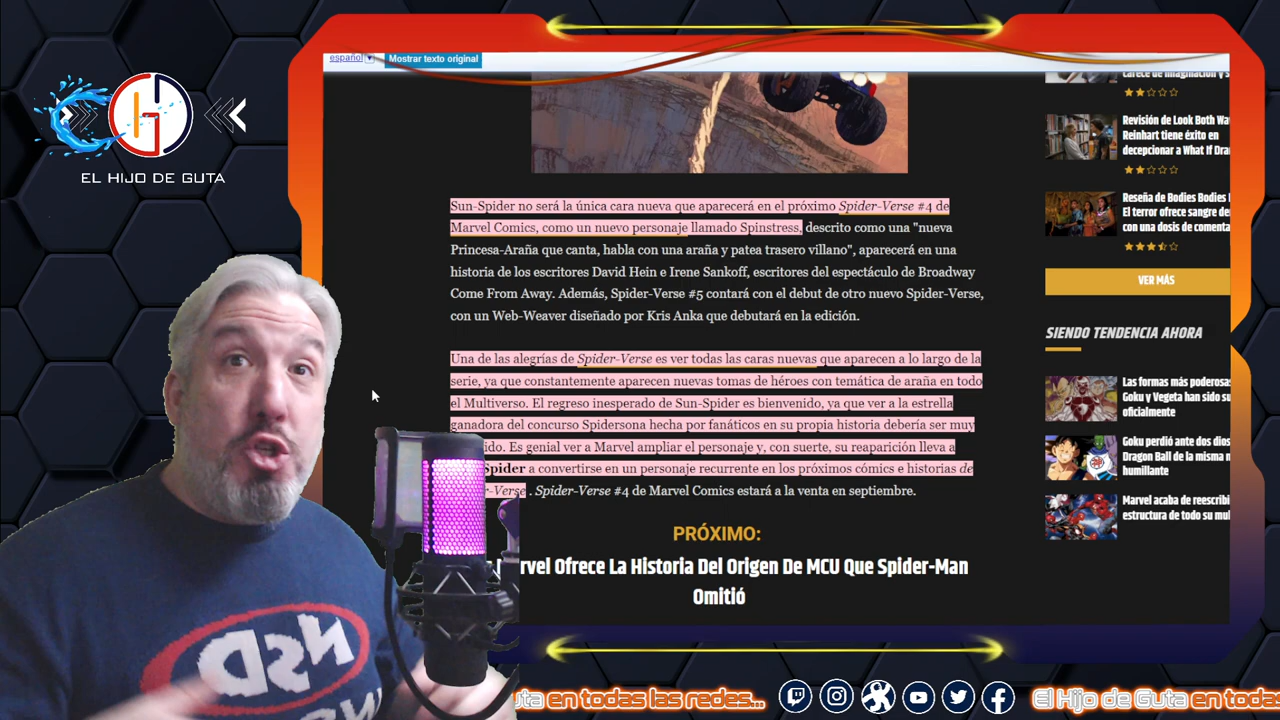 español
Mostrar texto original
EL HIJO DE GUTA
Sun-Spider no será la única cara nueva que aparecerá en el próximo Spider-Verse #4 de
Marvel Comics, como un nuevo personaje llamado Spinstress, descrito como una "nueva
Princesa-Araña que canta, habla con una araña y patea trasero villano", aparecerá en una
historia de los escritores David Hein e Irene Sankoff, escritores del espectáculo de Broadway
Come From Away. Además, Spider-Verse #5 contará con el debut de otro nuevo Spider-Verse,
con un Web-Weaver diseñado por Kris Anka que debutará en la edición.
Una de las alegrías de Spider-Verse es ver todas las caras nuevas que aparecen a lo largo de la
serie, ya que constantemente aparecen nuevas tomas de héroes con temática de araña en todo
el Multiverso. El regreso inesperado de Sun-Spider es bienvenido, ya que ver a la estrella
ganadora del concurso Spidersona hecha por fanáticos en su propia historia debería ser muy
ido. Es genial ver a Marvel ampliar el personaje y, con suerte, su reaparición lleva a
Spider a convertirse en un personaje recurrente en los próximos cómics e historias de
r-Verse . Spider-Verse #4 de Marvel Comics estará a la venta en septiembre.
PRÓXIMO:
rvel Ofrece La Historia Del Origen De MCU Que Spider-Man
Omitió
carece de imaginación y s
Revisión de Look Both Wa
Reinhart tiene éxito en
decepcionar a What If Dra
Reseña de Bodies Bodies
El terror ofrece sangre de
con una dosis de comenta
VER MÁS
SIENDO TENDENCIA AHORA
Las formas más poderosa
Goku y Vegeta han sido su
oficialmente
Goku perdió ante dos dios
Dragon Ball de la misma m
humillante
Marvel acaba de reescribi
estructura de todo su mul
NSD
uta en todas las redes...
El Hijo de Guta en toda